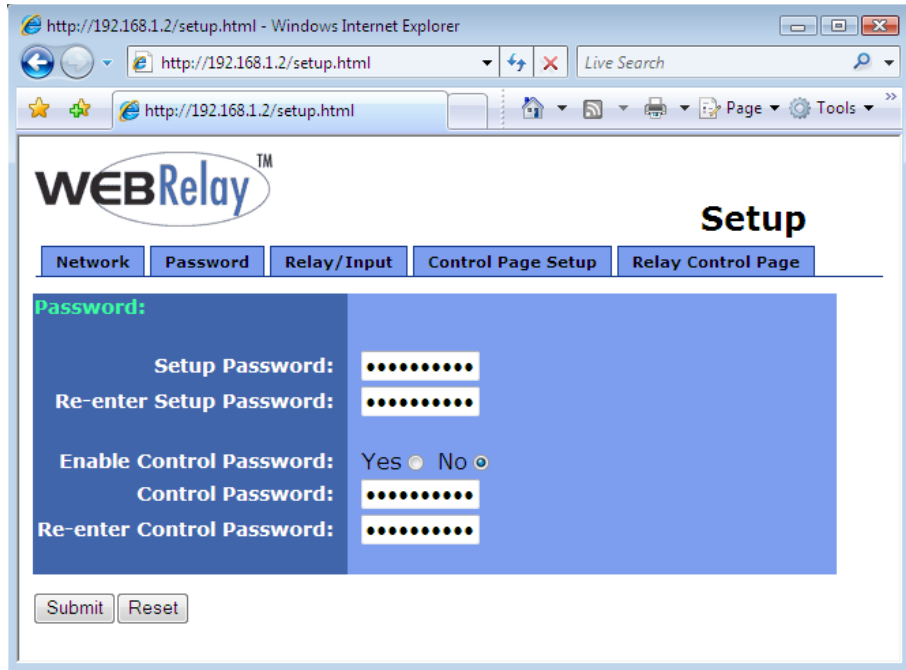 http://192.168.1.2/setup.html - Windows Internet Explorer
http://192.168.1.2/setup.html
Live Search
http://192.168.1.2/setup.html
Page
Tools
»
WEBRelay™
Setup
Network Password Relay/Input Control Page Setup Relay Control Page
Password:
Setup Password: ••••••••••
Re-enter Setup Password: ••••••••••
Enable Control Password: Yes No
Control Password: ••••••••••
Re-enter Control Password: ••••••••••
Submit Reset